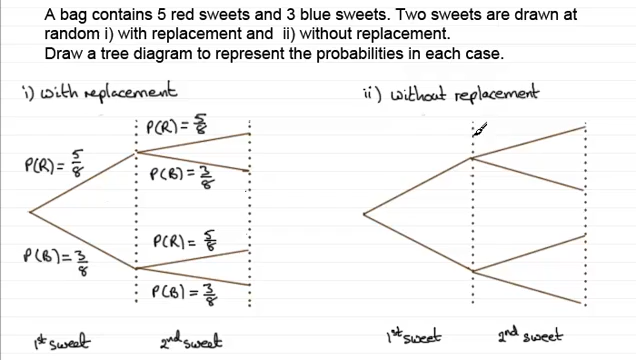 A bag contains 5 red sweets and 3 blue sweets. Two sweets are drawn at
random i) with replacement and ii) without replacement.
Draw a tree diagram to represent the probabilities in each case.
i) with replacement
ii) without replacement
P(R) = 5/8
P(R) = 5/8
P(B) = 3/8
P(R) = 5/8
P(B) = 3/8
P(B) = 3/8
1st sweet
2nd sweet
1st sweet
2nd sweet